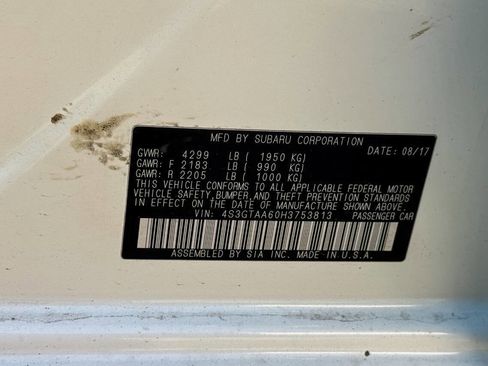 MFD BY SUBARU CORPORATION
GVWR: 4299 LB ( 1950 KG) DATE: 08/17
GAWR: F 2183 LB ( 990 KG)
GAWR: R 2205 LB ( 1000 KG)
THIS VEHICLE CONFORMS TO ALL APPLICABLE FEDERAL MOTOR
VEHICLE SAFETY, BUMPER, AND THEFT PREVENTION STANDARDS
IN EFFECT ON THE DATE OF MANUFACTURE SHOWN ABOVE.
VIN: 4S3GTAA60H3753813 PASSENGER CAR
ASSEMBLED BY SIA INC. MADE IN U.S.A.